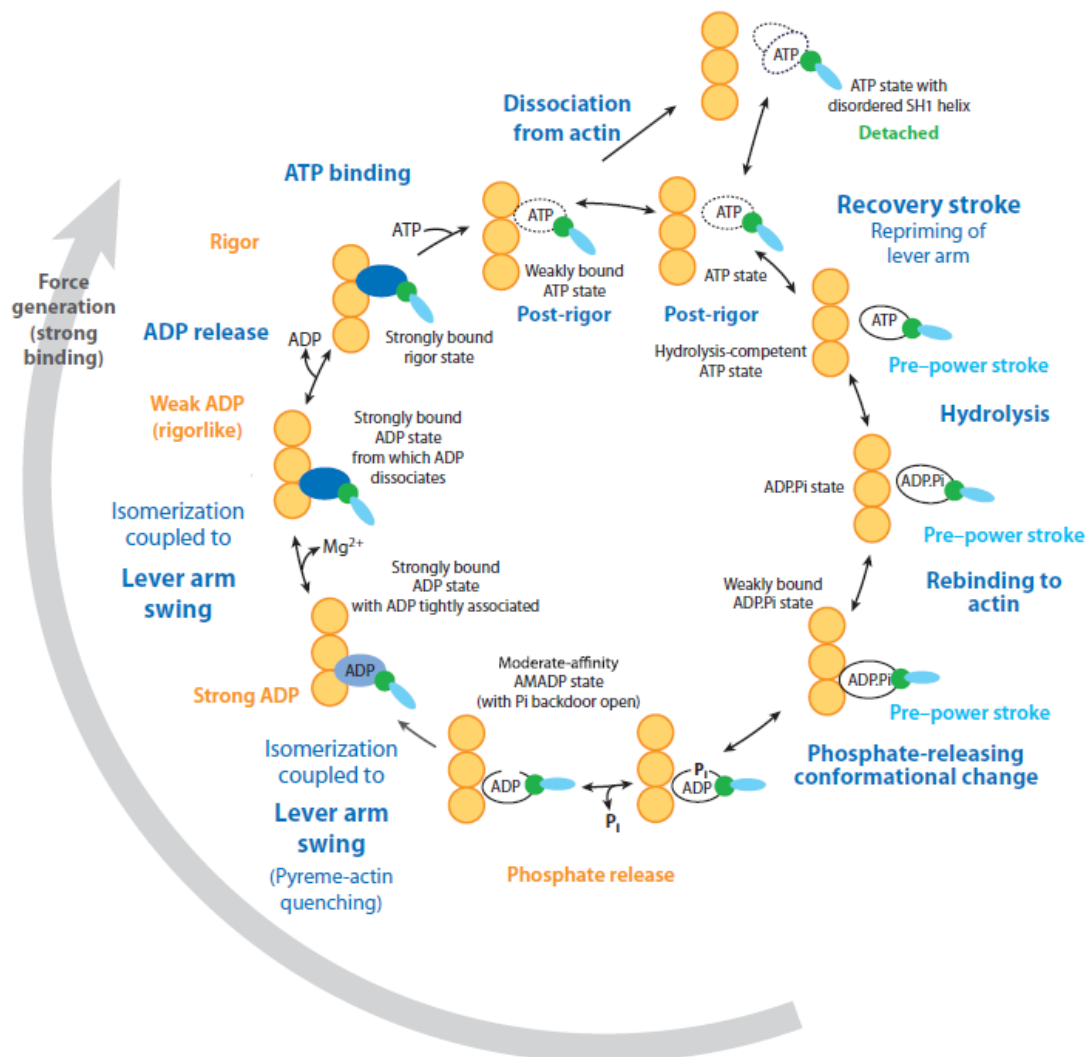 ATP
ATP state with
disordered SH1 helix
Detached
Dissociation
from actin
ATP binding
ATP
ATP
Weakly bound
ATP state
Post-rigor
ATP
ATP state
Post-rigor
Recovery stroke
Repriming of
lever arm
Rigor
Strongly bound
rigor state
Force
generation
(strong
binding)
ADP release
ADP
Hydrolysis-competent
ATP state
ATP
Pre–power stroke
Hydrolysis
Weak ADP
(rigorlike)
Strongly bound
ADP state
from which ADP
dissociates
ADP.Pi state
ADP.Pi
Pre–power stroke
Isomerization
coupled to
Lever arm
swing
Mg2+
Strongly bound
ADP state
with ADP tightly associated
Rebinding to
actin
Weakly bound
ADP.Pi state
ADP.Pi
Pre–power stroke
ADP
Strong ADP
Moderate-affinity
AMADP state
(with Pi backdoor open)
Phosphate-releasing
conformational change
Isomerization
coupled to
Lever arm
swing
(Pyreme-actin
quenching)
ADP
PI
PI
ADP
Phosphate release